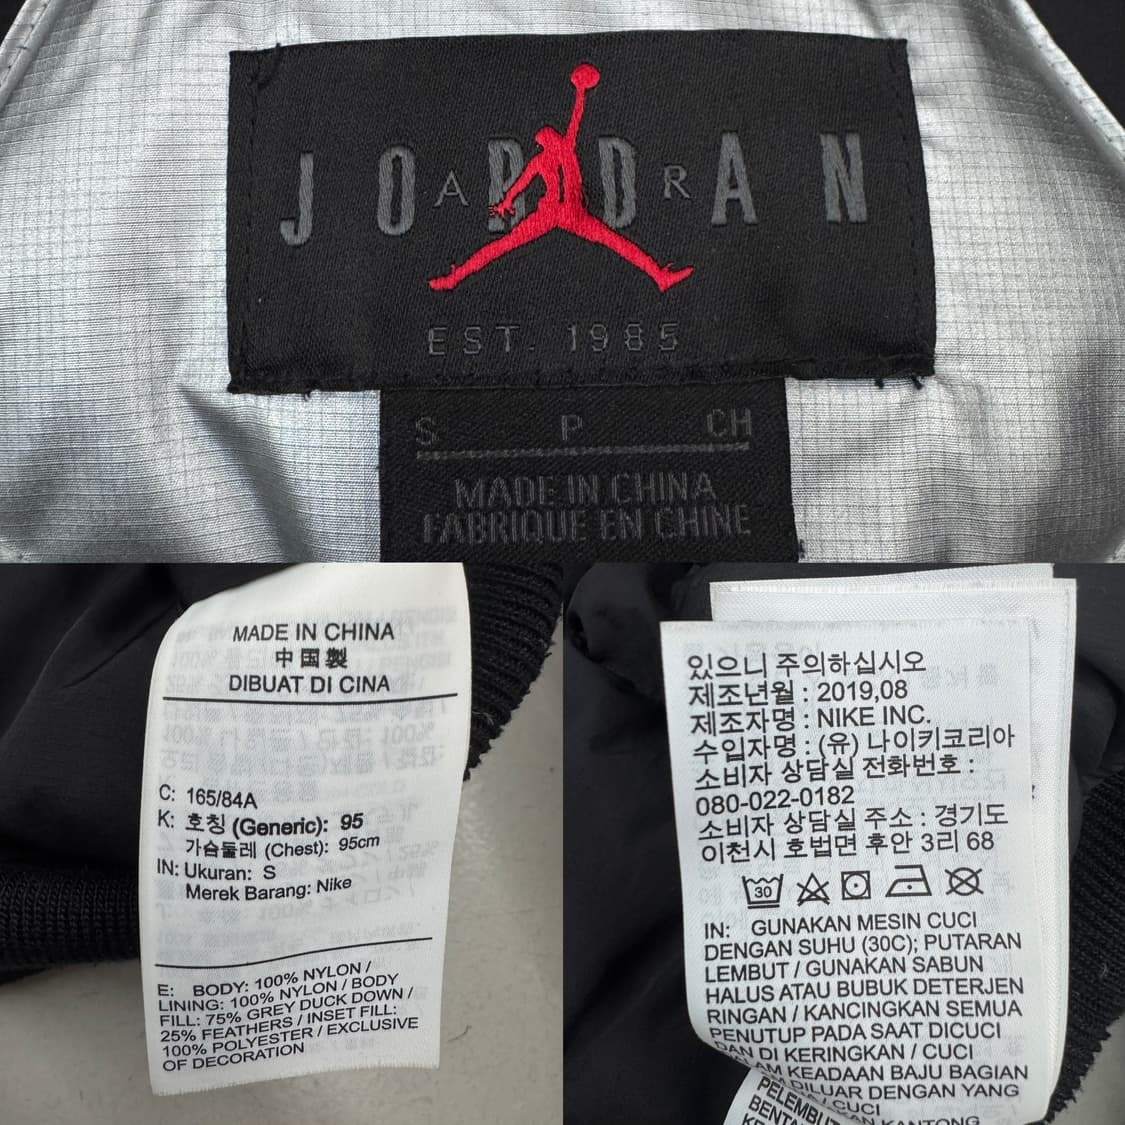 JORDAN
AIR
EST. 1985
S P CH
MADE IN CHINA
FABRIQUE EN CHINE
MADE IN CHINA
中国製
DIBUAT DI CINA
C: 165/84A
K: 호칭 (Generic): 95
가슴둘레 (Chest): 95cm
IN: Ukuran: S
Merek Barang: Nike
E: BODY: 100% NYLON /
LINING: 100% NYLON / BODY
FILL: 75% GREY DUCK DOWN /
25% FEATHERS / INSET FILL:
100% POLYESTER / EXCLUSIVE
OF DECORATION
있으니 주의하십시오
제조년월 : 2019,08
제조자명 : NIKE INC.
수입자명 : (유) 나이키코리아
소비자 상담실 전화번호 :
080-022-0182
소비자 상담실 주소 : 경기도
이천시 호법면 후안 3리 68
30
IN: GUNAKAN MESIN CUCI
DENGAN SUHU (30C); PUTARAN
LEMBUT / GUNAKAN SABUN
HALUS ATAU BUBUK DETERJEN
RINGAN / KANCINGKAN SEMUA
PENUTUP PADA SAAT DICUCI
DAN DI KERINGKAN / CUCI
KEADAAN BAJU BAGIAN
DILUAR DENGAN YANG
/ CUCI
KANTONG